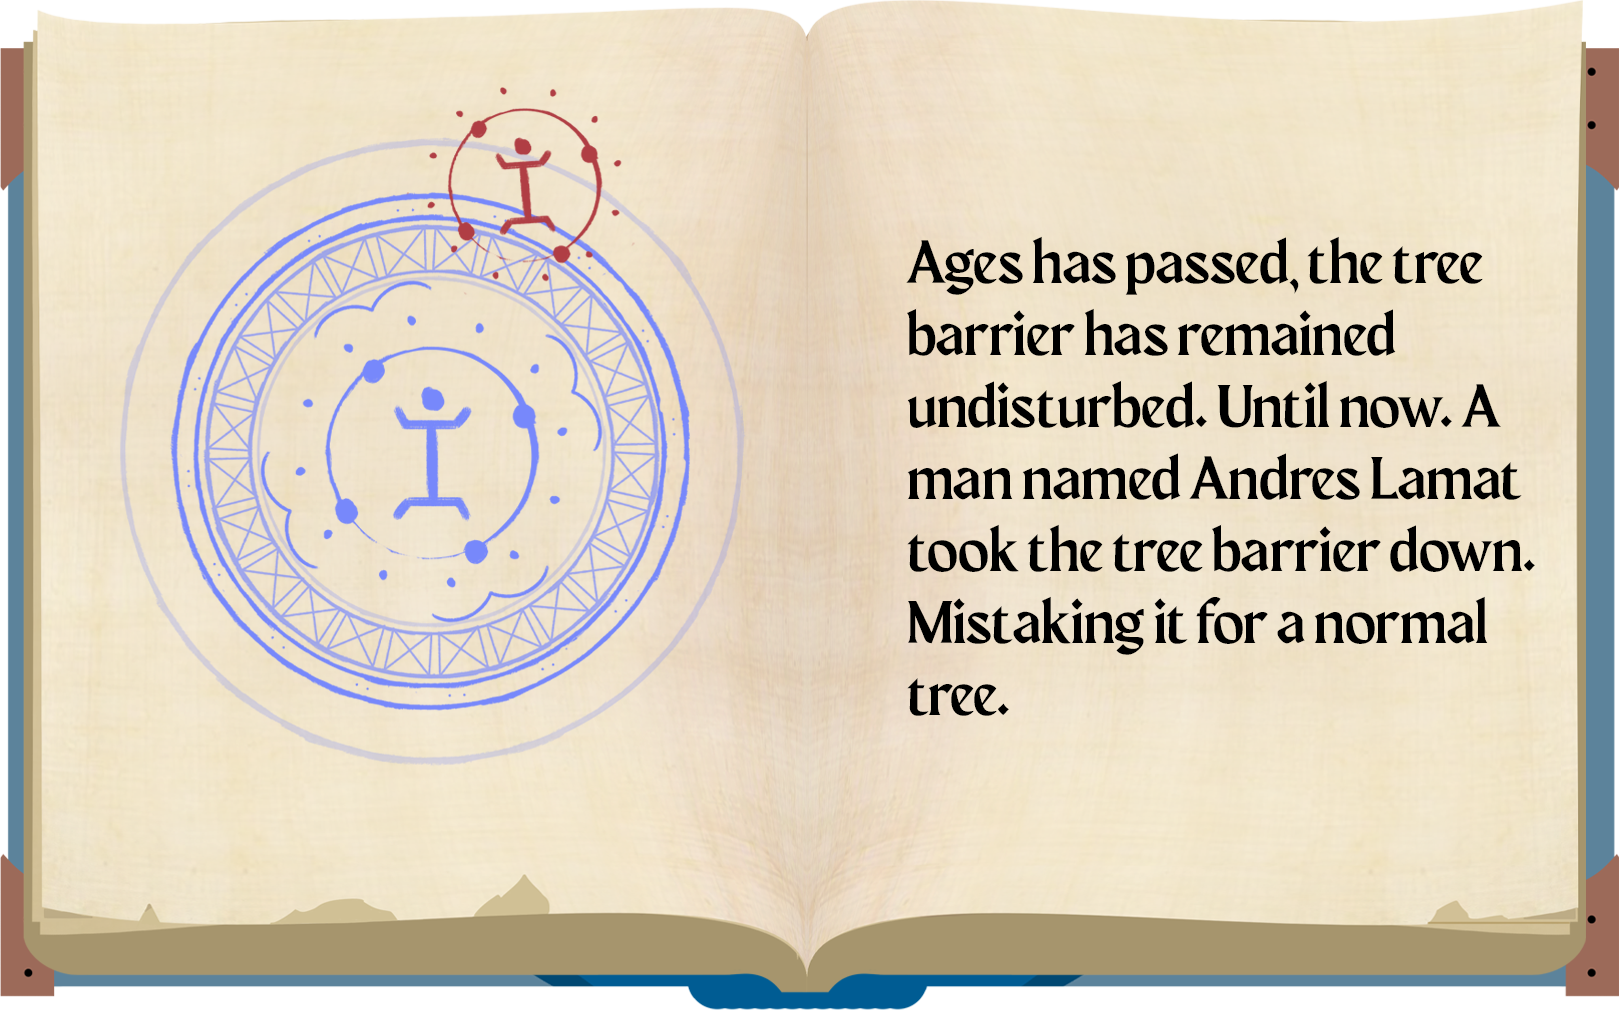 Ages has passed, the tree
barrier has remained
undisturbed. Until now. A
man named Andres Lamat
took the tree barrier down.
Mistaking it for a normal
tree.